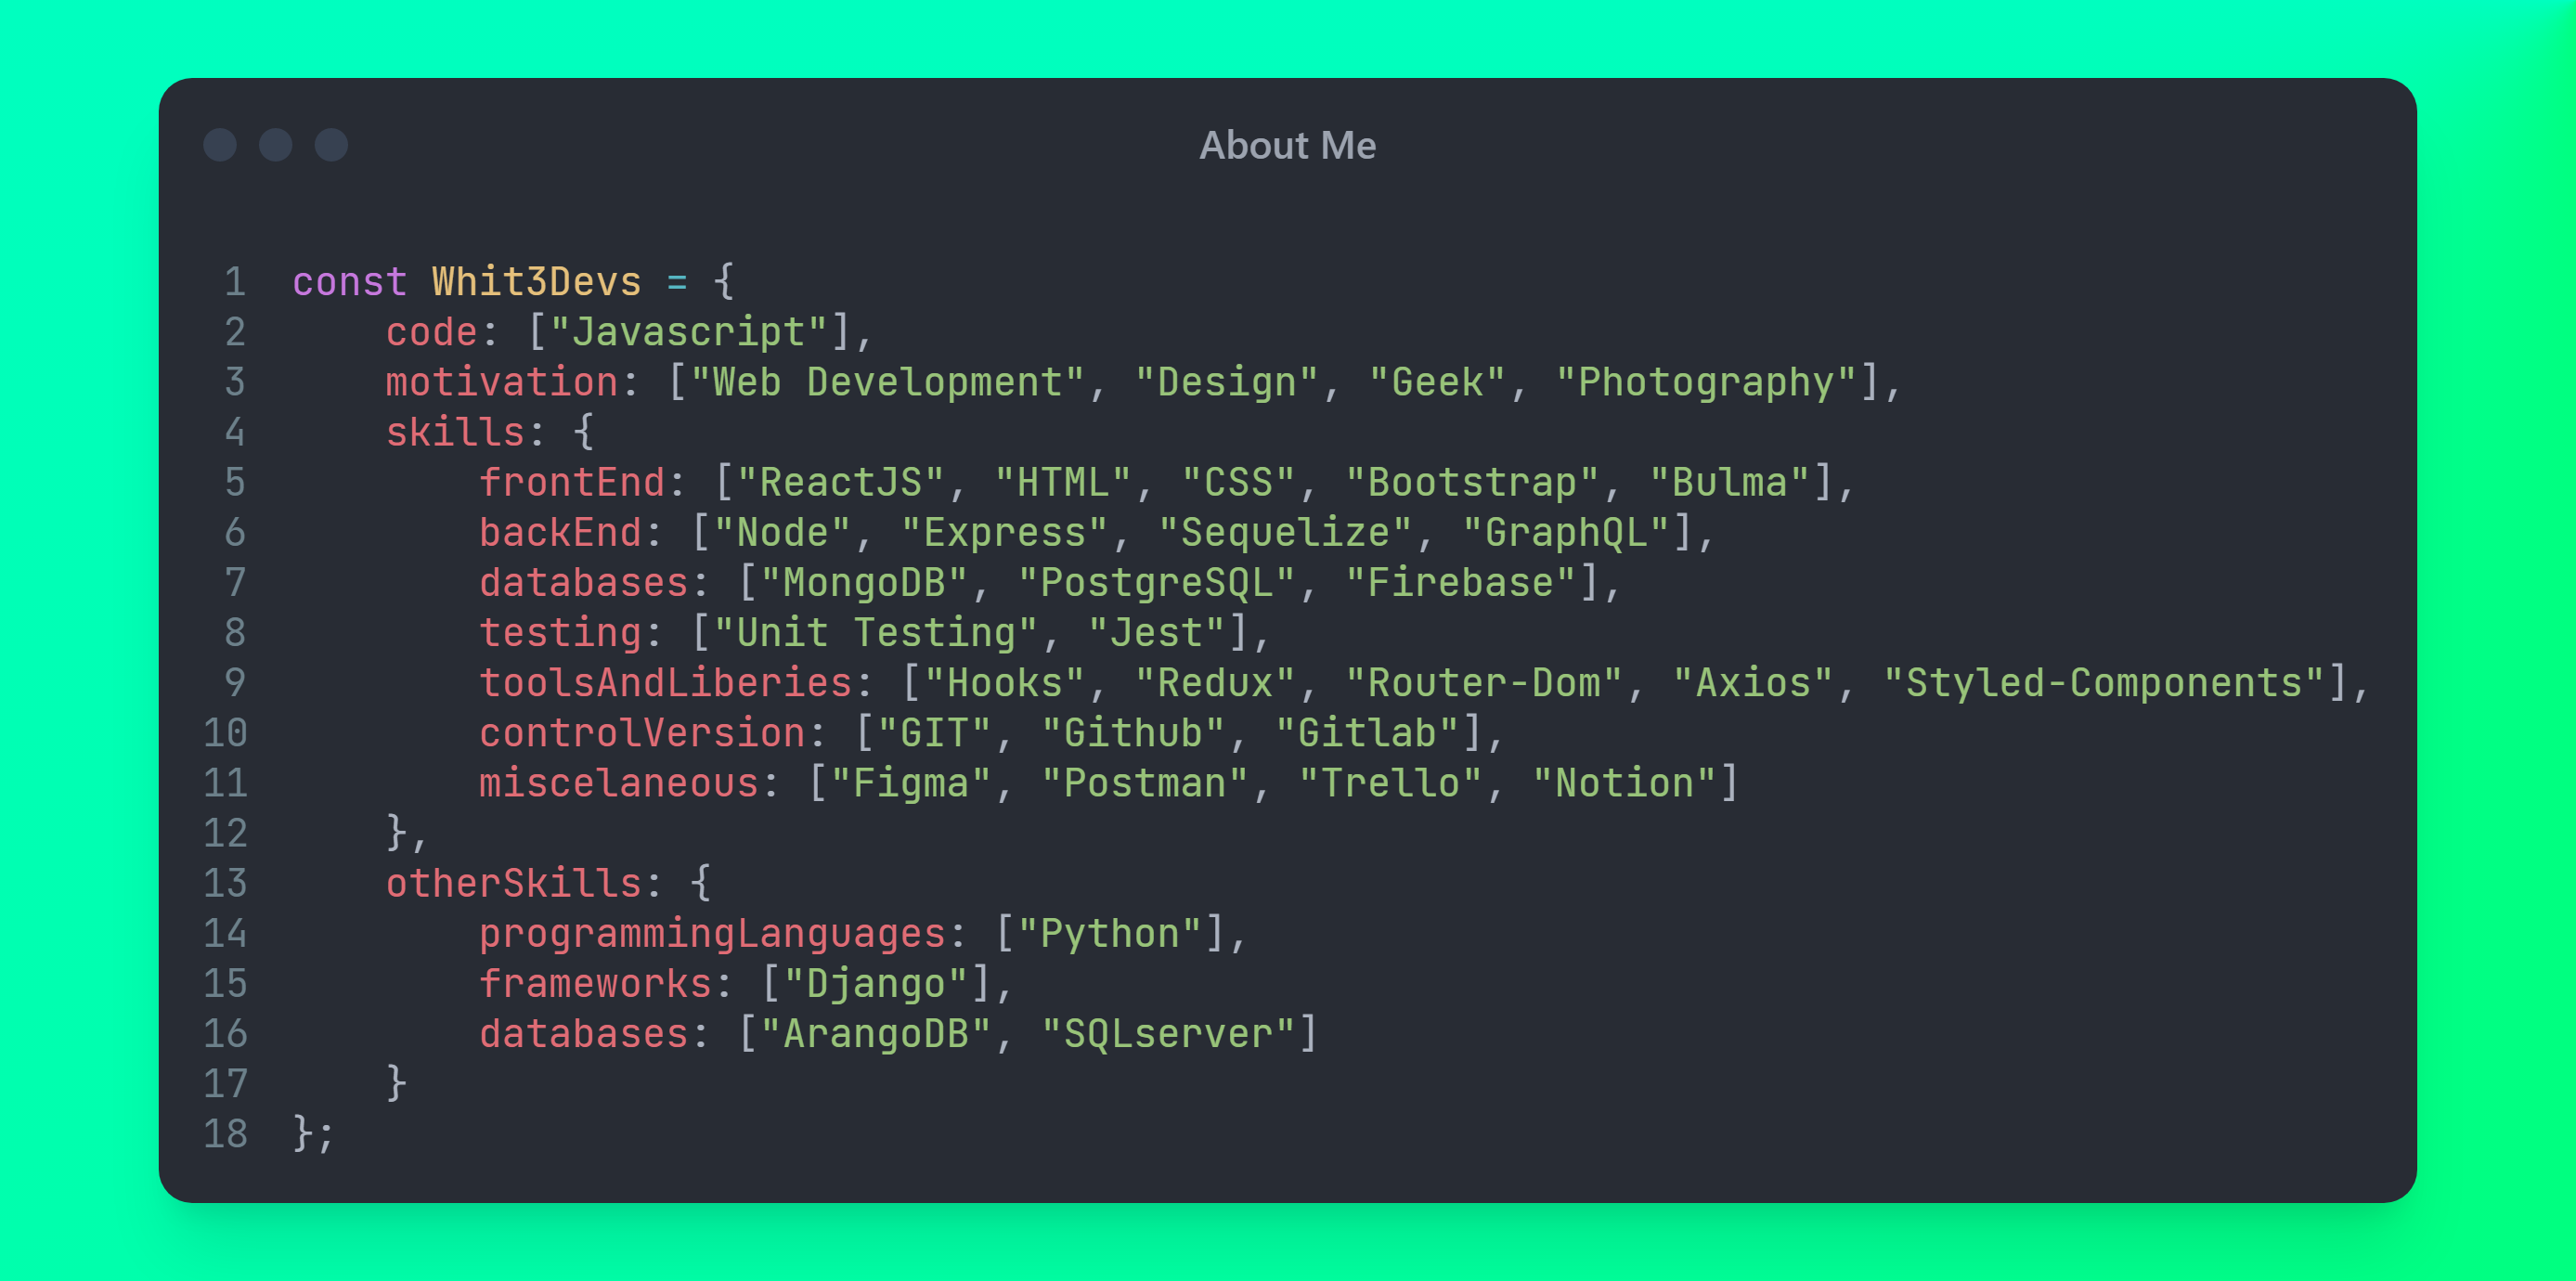 About Me
1 const Whit3Devs = {
2     code: ["Javascript"],
3     motivation: ["Web Development", "Design", "Geek", "Photography"],
4     skills: {
5         frontEnd: ["ReactJS", "HTML", "CSS", "Bootstrap", "Bulma"],
6         backEnd: ["Node", "Express", "Sequelize", "GraphQL"],
7         databases: ["MongoDB", "PostgreSQL", "Firebase"],
8         testing: ["Unit Testing", "Jest"],
9         toolsAndLiberies: ["Hooks", "Redux", "Router-Dom", "Axios", "Styled-Components"],
10         controlVersion: ["GIT", "Github", "Gitlab"],
11         miscelaneous: ["Figma", "Postman", "Trello", "Notion"]
12     },
13     otherSkills: {
14         programmingLanguages: ["Python"],
15         frameworks: ["Django"],
16         databases: ["ArangoDB", "SQLserver"]
17     }
18 };